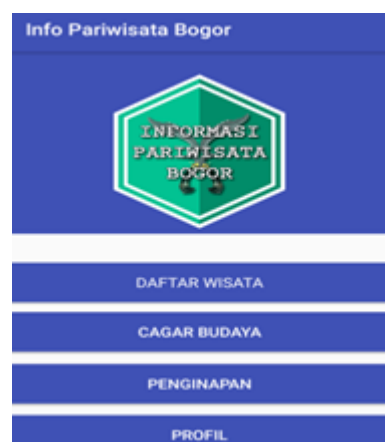 Info Pariwisata Bogor
INFORMASI
PARIWISATA
BOGOR
DAFTAR WISATA
CAGAR BUDAYA
PENGINAPAN
PROFIL